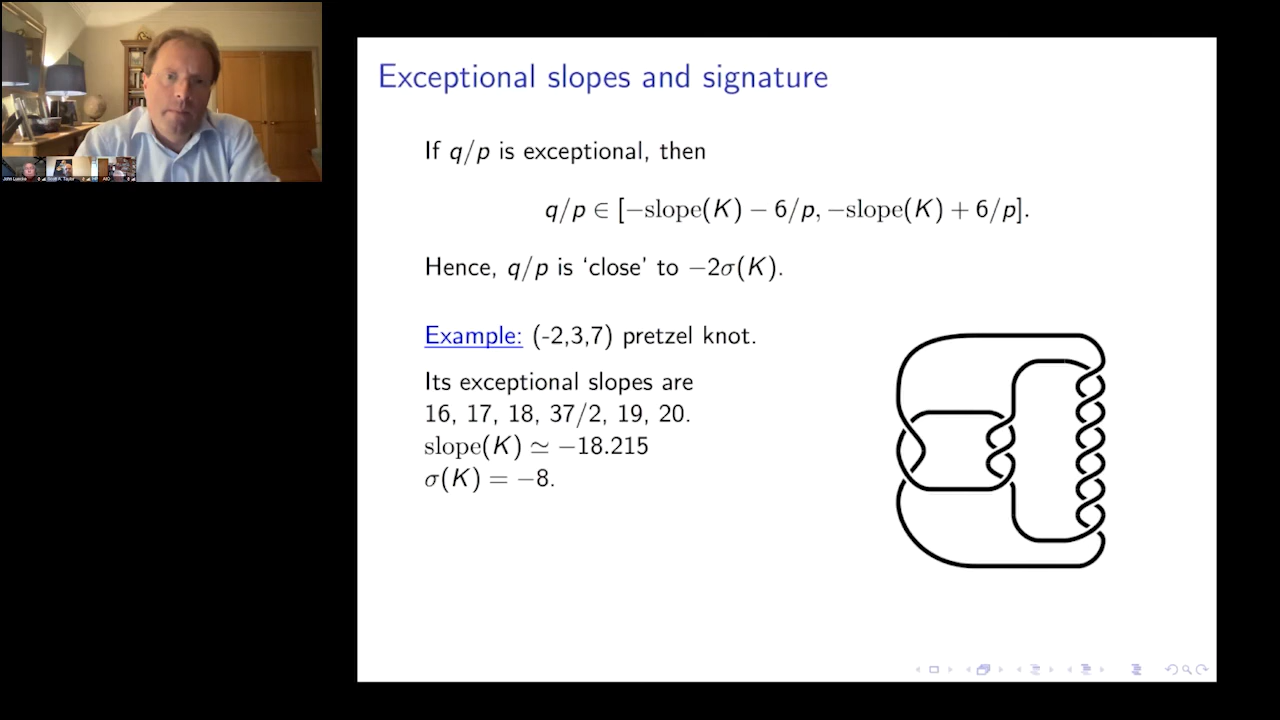 Exceptional slopes and signature
If q/p is exceptional, then
q/p ∈ [−slope(K) − 6/p, −slope(K) + 6/p].
Hence, q/p is ‘close’ to −2σ(K).
Example: (-2,3,7) pretzel knot.
Its exceptional slopes are
16, 17, 18, 37/2, 19, 20.
slope(K) ≃ −18.215
σ(K) = −8.